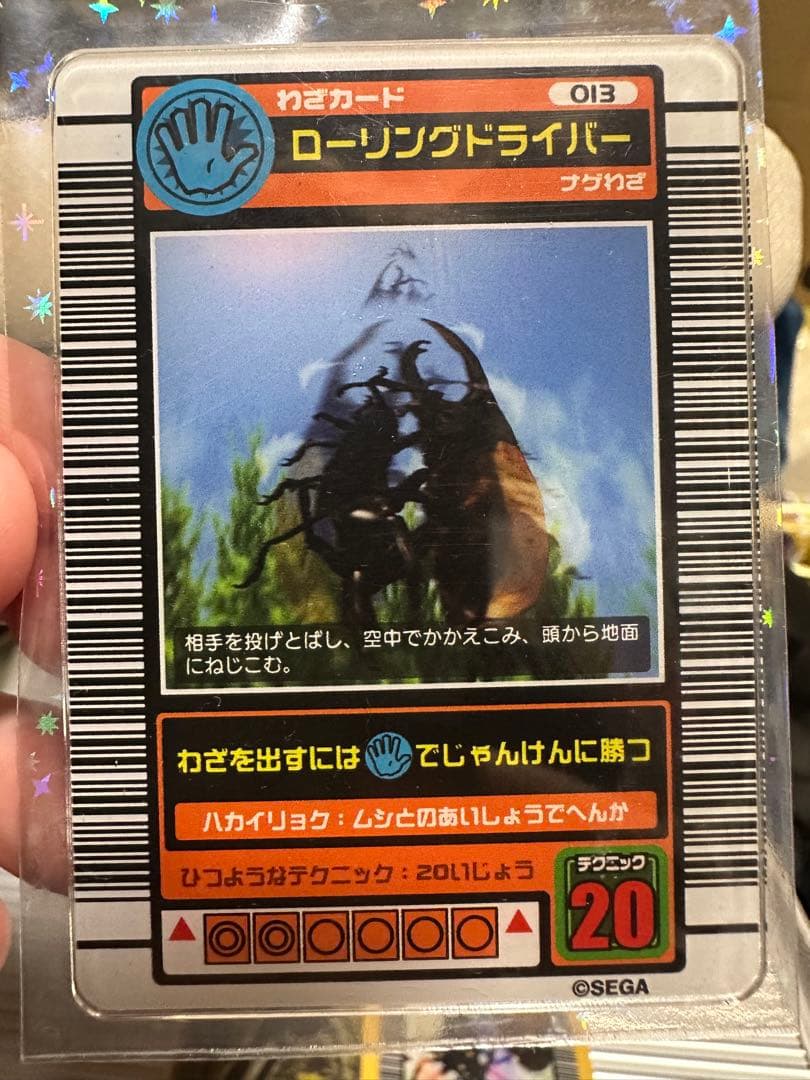 わざカード
013
ローリングドライバー
ナゲわざ
相手を投げとばし、空中でかかえこみ、頭から地面
にねじこむ。
わざを出すには でじゃんけんに勝つ
ハカイリョク：ムシとのあいしょうでへんか
ひつようなテクニック：20いじょう
テクニック
20
©SEGA